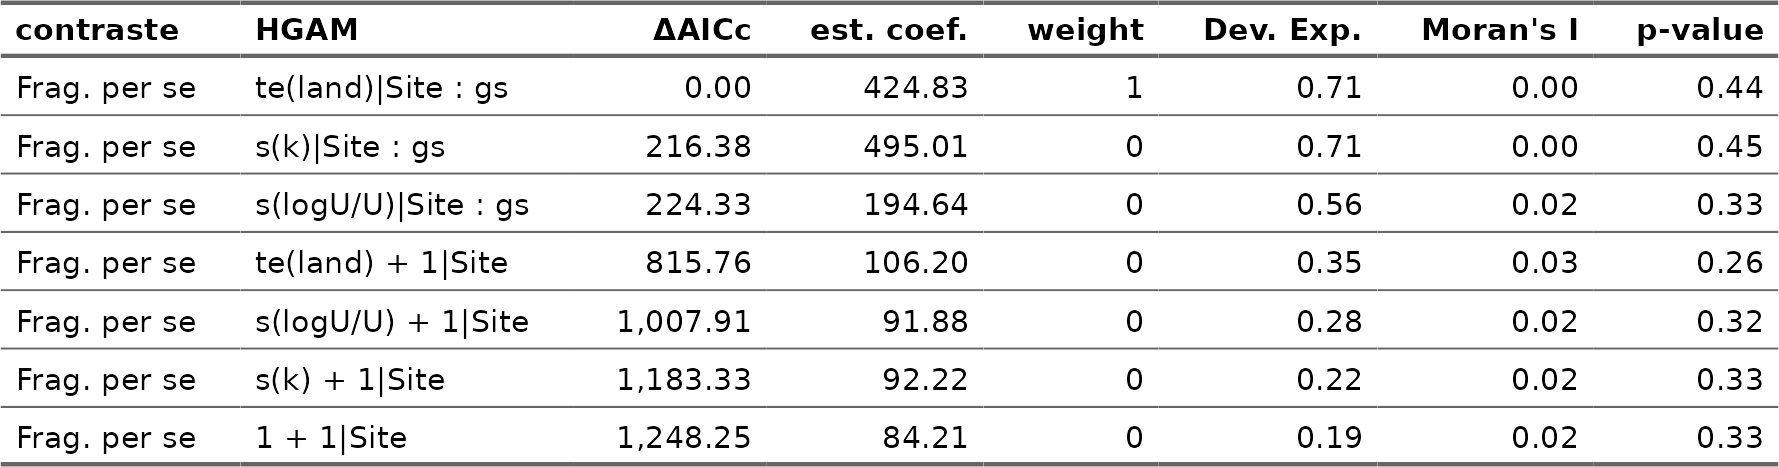 contraste HGAM ΔAICc est. coef. weight Dev. Exp. Moran's I p-value
Frag. per se te(land)|Site : gs 0.00 424.83 1 0.71 0.00 0.44
Frag. per se s(k)|Site : gs 216.38 495.01 0 0.71 0.00 0.45
Frag. per se s(logU/U)|Site : gs 224.33 194.64 0 0.56 0.02 0.33
Frag. per se te(land) + 1|Site 815.76 106.20 0 0.35 0.03 0.26
Frag. per se s(logU/U) + 1|Site 1,007.91 91.88 0 0.28 0.02 0.32
Frag. per se s(k) + 1|Site 1,183.33 92.22 0 0.22 0.02 0.33
Frag. per se 1 + 1|Site 1,248.25 84.21 0 0.19 0.02 0.33